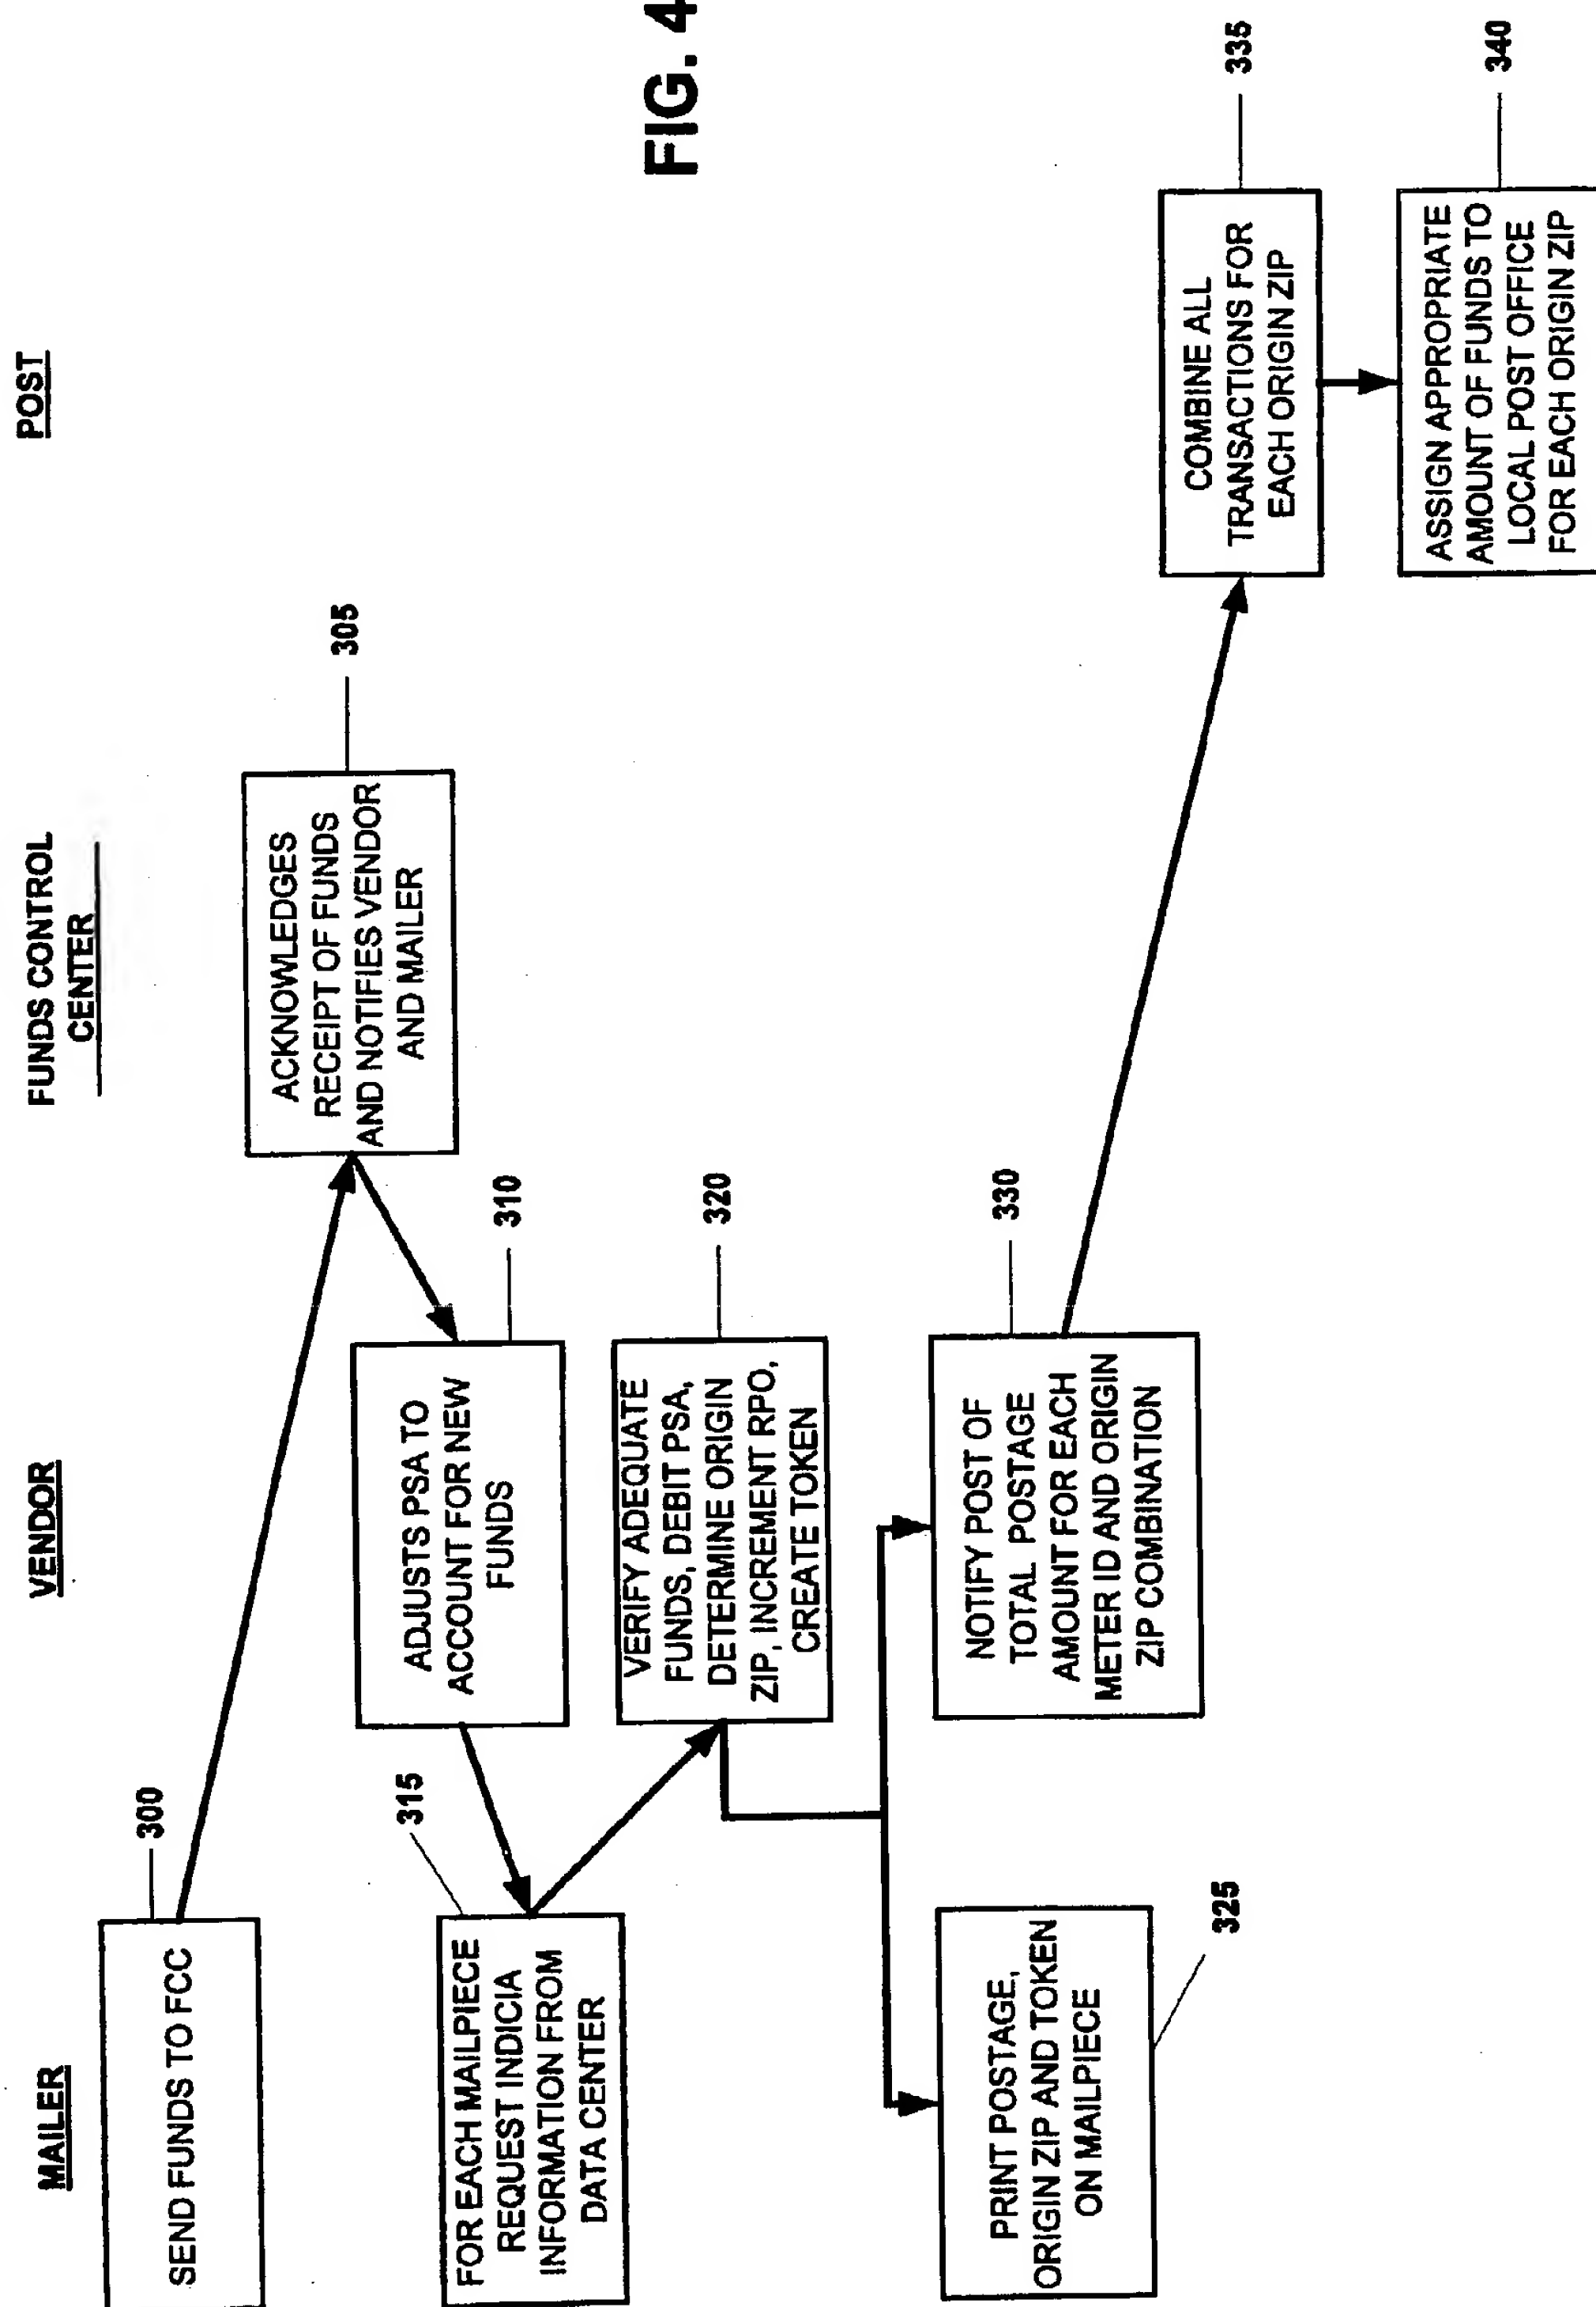 MAILER
VENDOR
FUNDS CONTROL
CENTER
POST
SEND FUNDS TO FCC
300
ACKNOWLEDGES
RECEIPT OF FUNDS
AND NOTIFIES VENDOR
AND MAILER
305
ADJUSTS PSA TO
ACCOUNT FOR NEW
FUNDS
310
FOR EACH MAILPIECE
REQUEST INDICIA
INFORMATION FROM
DATA CENTER
315
VERIFY ADEQUATE
FUNDS, DEBIT PSA,
DETERMINE ORIGIN
ZIP, INCREMENT RPO,
CREATE TOKEN
320
PRINT POSTAGE,
ORIGIN ZIP AND TOKEN
ON MAILPIECE
325
NOTIFY POST OF
TOTAL POSTAGE
AMOUNT FOR EACH
METER ID AND ORIGIN
ZIP COMBINATION
330
COMBINE ALL
TRANSACTIONS FOR
EACH ORIGIN ZIP
335
ASSIGN APPROPRIATE
AMOUNT OF FUNDS TO
LOCAL POST OFFICE
FOR EACH ORIGIN ZIP
340
FIG. 4